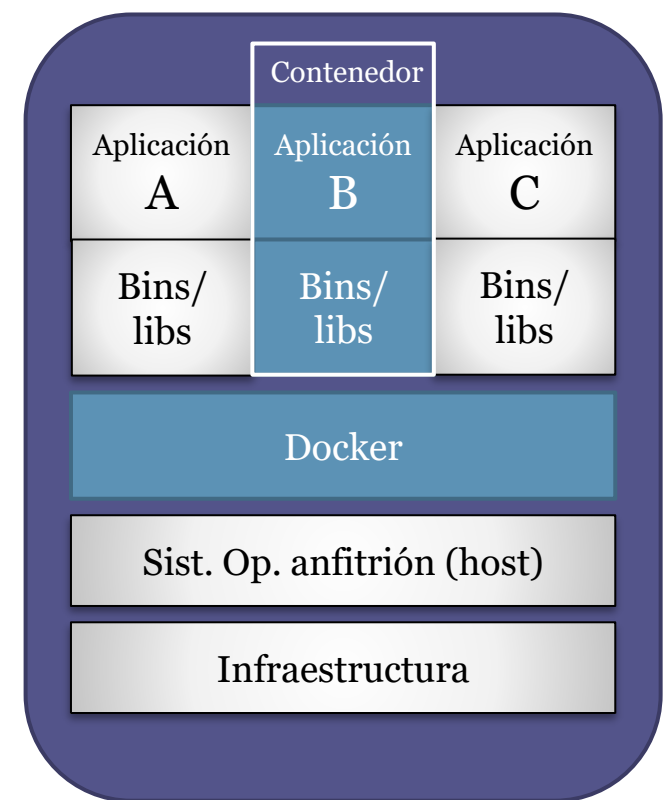 Contenedor
Aplicación
A
Aplicación
B
Aplicación
C
Bins/
libs
Bins/
libs
Bins/
libs
Docker
Sist. Op. anfitrión (host)
Infraestructura